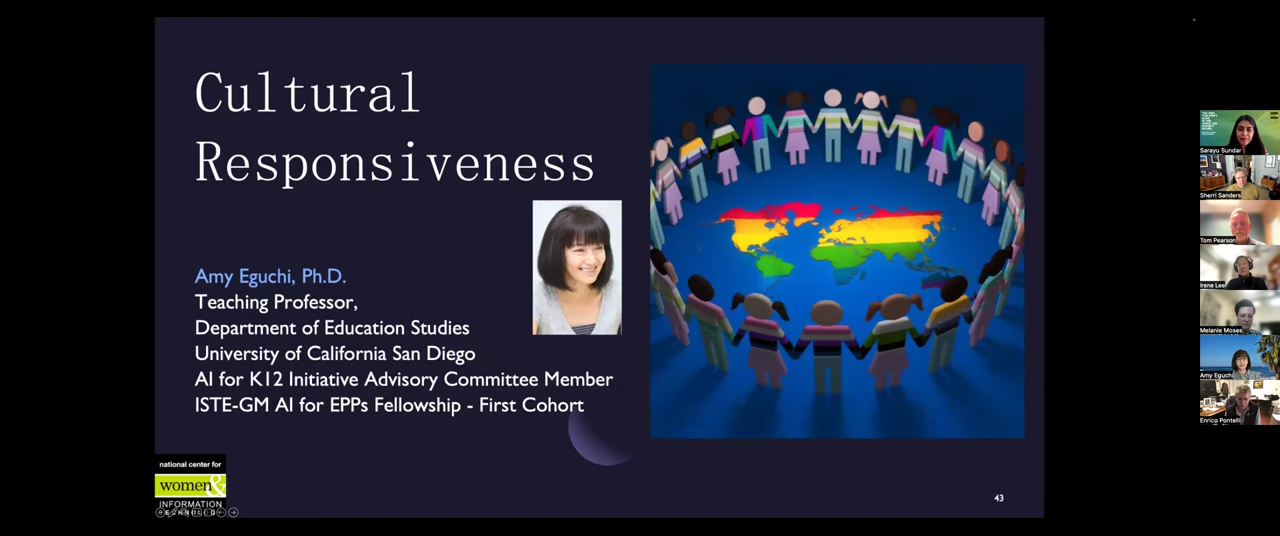 Cultural
Responsiveness
Amy Eguchi, Ph.D.
Teaching Professor,
Department of Education Studies
University of California San Diego
AI for K12 Initiative Advisory Committee Member
ISTE-GM AI for EPPs Fellowship - First Cohort
national center for
women &
INFORMATION
43
Sarayu Sundar
Sherri Sanders
Tom Pearson
Irene Lee
Melanie Moses
Amy Eguchi
Enrico Pontelli